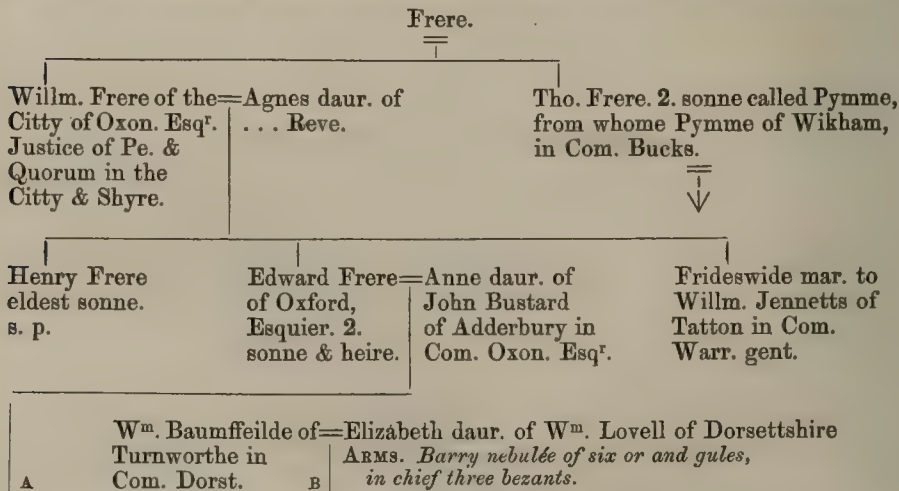 Frere.
Willm. Frere of the=Agnes daur. of
Citty of Oxon. Esqʳ. . . . Reve.
Justice of Pe. &
Quorum in the
Citty & Shyre.
Tho. Frere. 2. sonne called Pymme,
from whome Pymme of Wikham,
in Com. Bucks.
Henry Frere
eldest sonne.
s. p.
Edward Frere=Anne daur. of
of Oxford, John Bustard
Esquier. 2. of Adderbury in
sonne & heire. Com. Oxon. Esqʳ.
Frideswide mar. to
Willm. Jennetts of
Tatton in Com.
Warr. gent.
Wᵐ. Baumffeilde of=Elizabeth daur. of Wᵐ. Lovell of Dorsettshire
Turnworthe in ARMS. Barry nebulée of six or and gules,
A Com. Dorst. B in chief three bezants.